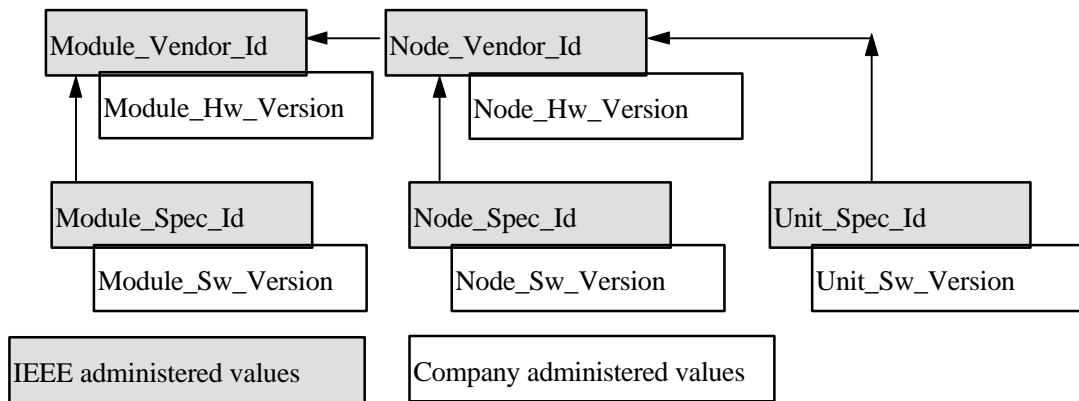 Module_Vendor_Id
Node_Vendor_Id
Module_Hw_Version
Node_Hw_Version
Module_Spec_Id
Node_Spec_Id
Unit_Spec_Id
Module_Sw_Version
Node_Sw_Version
Unit_Sw_Version
IEEE administered values
Company administered values